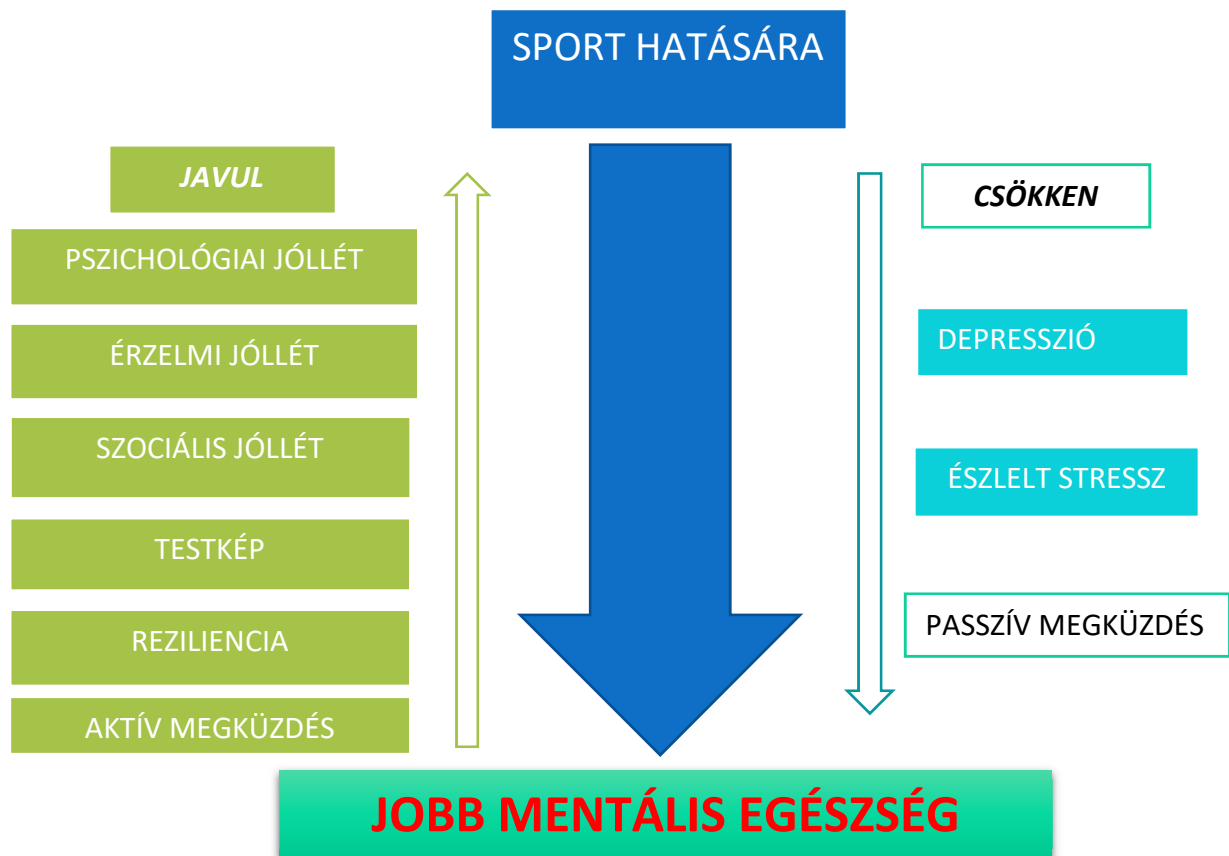 SPORT HATÁSÁRA
JAVUL
PSZICHOLÓGIAI JÓLLÉT
ÉRZELMI JÓLLÉT
SZOCIÁLIS JÓLLÉT
TESTKÉP
REZILIENCIA
AKTÍV MEGKÜZDÉS
CSÖKKEN
DEPRESSZIÓ
ÉSZLELT STRESSZ
PASSZÍV MEGKÜZDÉS
JOBB MENTÁLIS EGÉSZSÉG